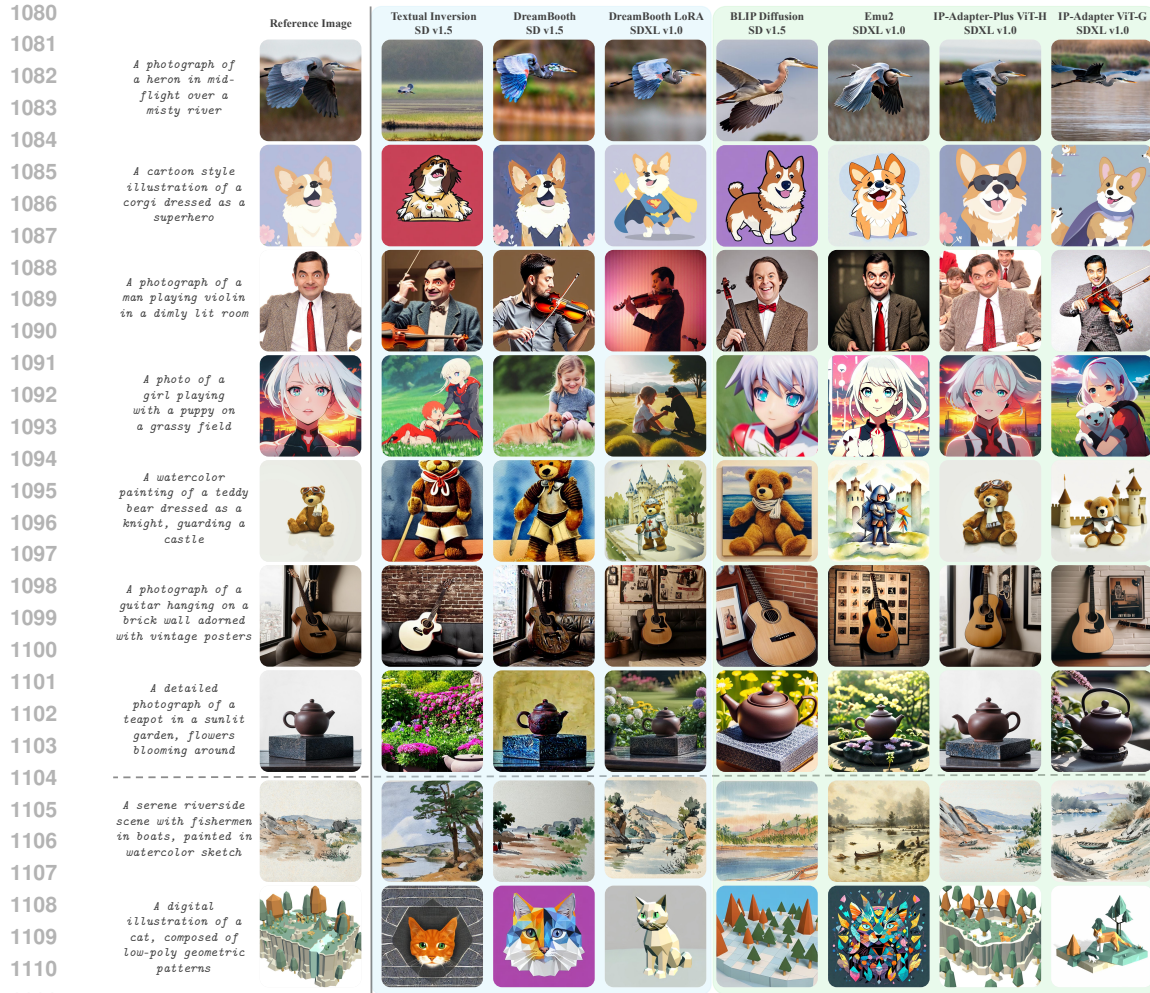 1080
1081
1082
1083
1084
1085
1086
1087
1088
1089
1090
1091
1092
1093
1094
1095
1096
1097
1098
1099
1100
1101
1102
1103
1104
1105
1106
1107
1108
1109
1110
Reference Image
Textual Inversion
SD v1.5
DreamBooth
SD v1.5
DreamBooth LoRA
SDXL v1.0
BLIP Diffusion
SD v1.5
Emu2
SDXL v1.0
IP-Adapter-Plus ViT-H
SDXL v1.0
IP-Adapter ViT-G
SDXL v1.0
A photograph of
a heron in mid-
flight over a
misty river
A cartoon style
illustration of a
corgi dressed as a
superhero
A photograph of a
man playing violin
in a dimly lit room
A photo of a
girl playing
with a puppy on
a grassy field
A watercolor
painting of a teddy
bear dressed as a
knight, guarding a
castle
A photograph of a
guitar hanging on a
brick wall adorned
with vintage posters
A detailed
photograph of a
teapot in a sunlit
garden, flowers
blooming around
A serene riverside
scene with fishermen
in boats, painted in
watercolor sketch
A digital
illustration of a
cat, composed of
low-poly geometric
patterns